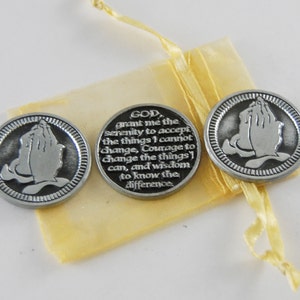 GOD,
grant me the
serenity to accept
the things I cannot
change, Courage to
change the things I
can, and wisdom
to know the
difference.